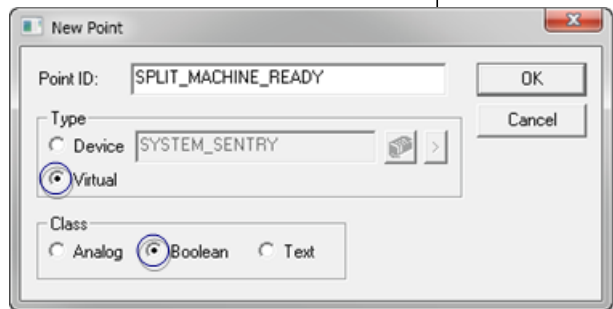 New Point
Point ID: SPLIT_MACHINE_READY
OK
Cancel
Type
Device SYSTEM_SENTRY
>
Virtual
Class
Analog Boolean Text